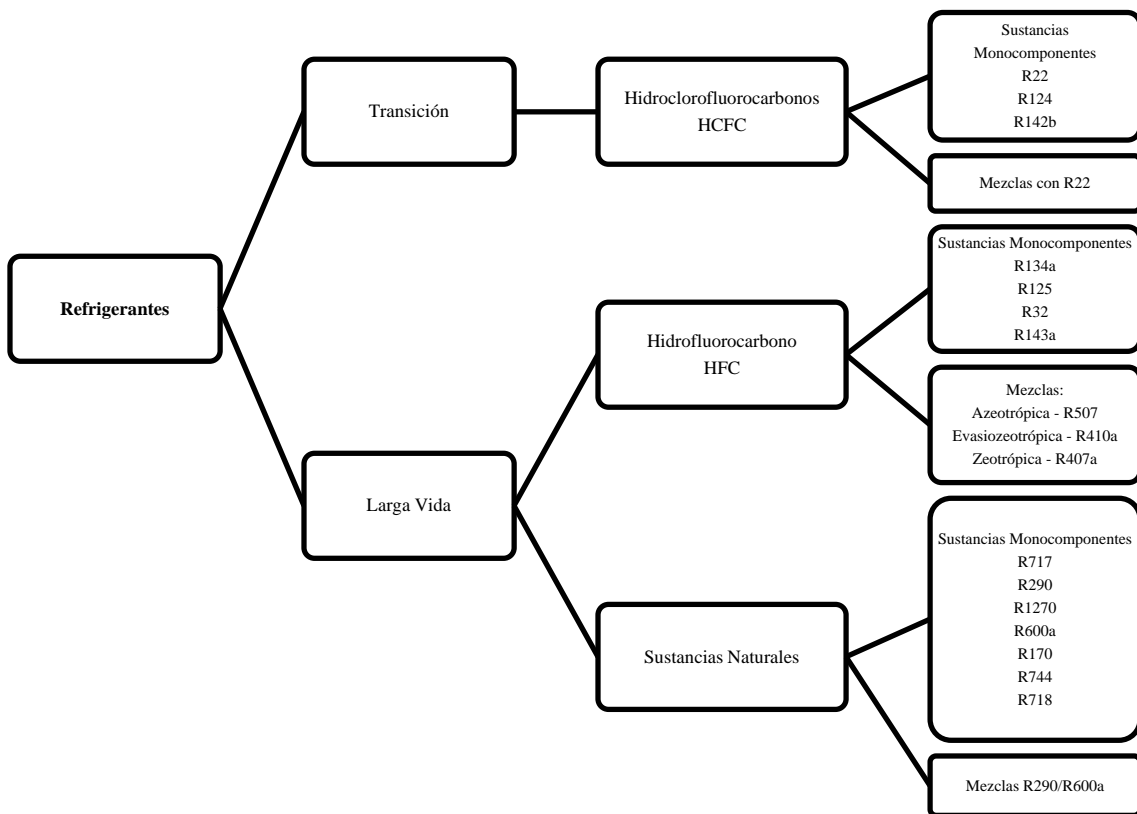 Refrigerantes
Transición
Hidroclorofluorocarbonos
HCFC
Sustancias
Monocomponentes
R22
R124
R142b
Mezclas con R22
Larga Vida
Hidrofluorocarbono
HFC
Sustancias Monocomponentes
R134a
R125
R32
R143a
Mezclas:
Azeotrópica - R507
Evasiozeotrópica - R410a
Zeotrópica - R407a
Sustancias Naturales
Sustancias Monocomponentes
R717
R290
R1270
R600a
R170
R744
R718
Mezclas R290/R600a